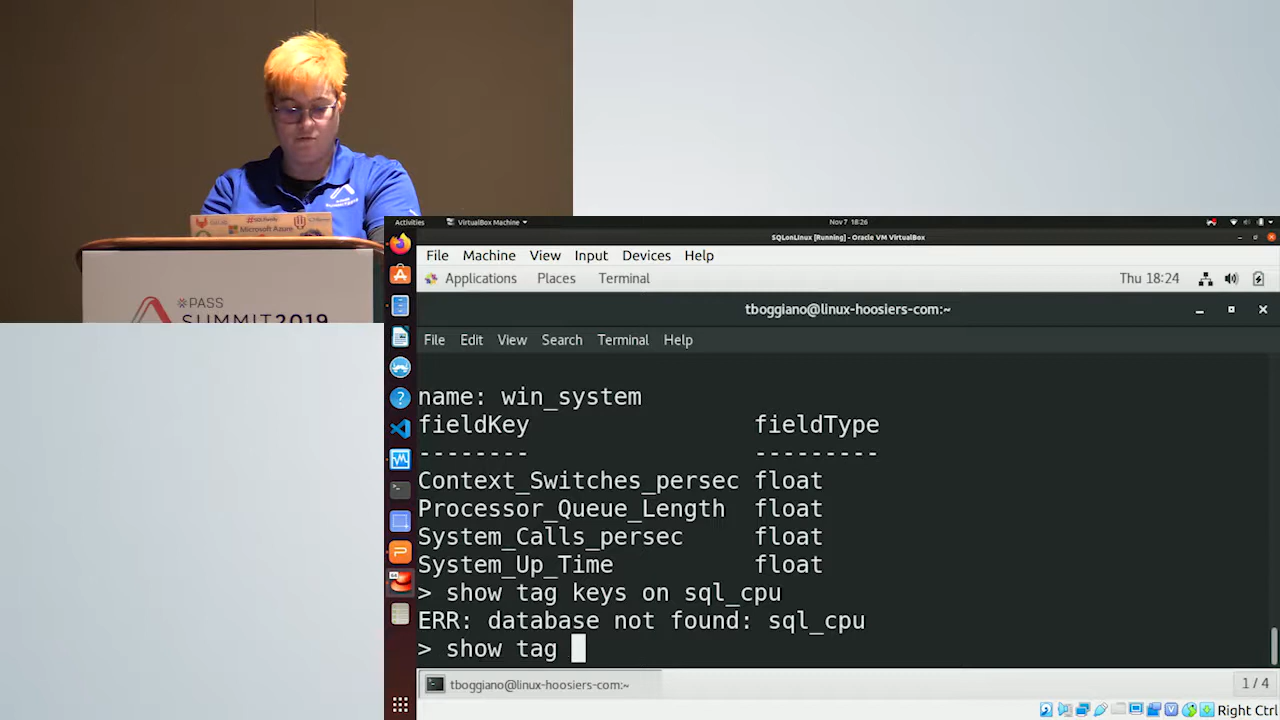 Microsoft Azure
PASS
SUMMIT 2019
Activities
VirtualBox Machine
Nov 7 18:26
SQLonLinux [Running] - Oracle VM VirtualBox
File Machine View Input Devices Help
Applications Places Terminal
Thu 18:24
tboggiano@linux-hoosiers-com:~
File Edit View Search Terminal Help
name: win_system
fieldKey fieldType
-------- ---------
Context_Switches_persec float
Processor_Queue_Length float
System_Calls_persec float
System_Up_Time float
> show tag keys on sql_cpu
ERR: database not found: sql_cpu
> show tag
tboggiano@linux-hoosiers-com:~
1 / 4
Right Ctrl